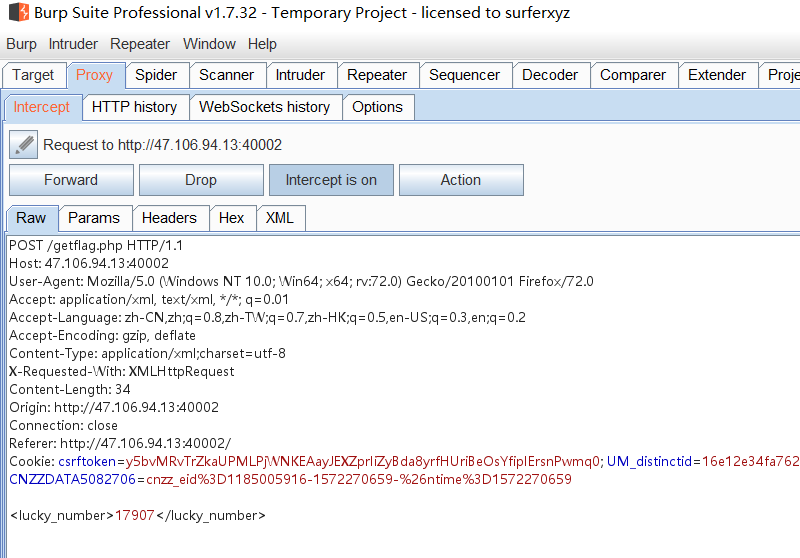 Burp Suite Professional v1.7.32 - Temporary Project - licensed to surferxyz
Burp Intruder Repeater Window Help
Target Proxy Spider Scanner Intruder Repeater Sequencer Decoder Comparer Extender Proje
Intercept HTTP history WebSockets history Options
Request to http://47.106.94.13:40002
Forward Drop Intercept is on Action
Raw Params Headers Hex XML
POST /getflag.php HTTP/1.1
Host: 47.106.94.13:40002
User-Agent: Mozilla/5.0 (Windows NT 10.0; Win64; x64; rv:72.0) Gecko/20100101 Firefox/72.0
Accept: application/xml, text/xml, */*; q=0.01
Accept-Language: zh-CN,zh;q=0.8,zh-TW;q=0.7,zh-HK;q=0.5,en-US;q=0.3,en;q=0.2
Accept-Encoding: gzip, deflate
Content-Type: application/xml;charset=utf-8
X-Requested-With: XMLHttpRequest
Content-Length: 34
Origin: http://47.106.94.13:40002
Connection: close
Referer: http://47.106.94.13:40002/
Cookie: csrftoken=y5bvMRvTrZkaUPMLPjWNKEAayJEXZprliZyBda8yrfHUriBeOsYfiplErsnPwmq0; UM_distinctid=16e12e34fa762
CNZZDATA5082706=cnzz_eid%3D1185005916-1572270659-%26ntime%3D1572270659
<lucky_number>17907</lucky_number>